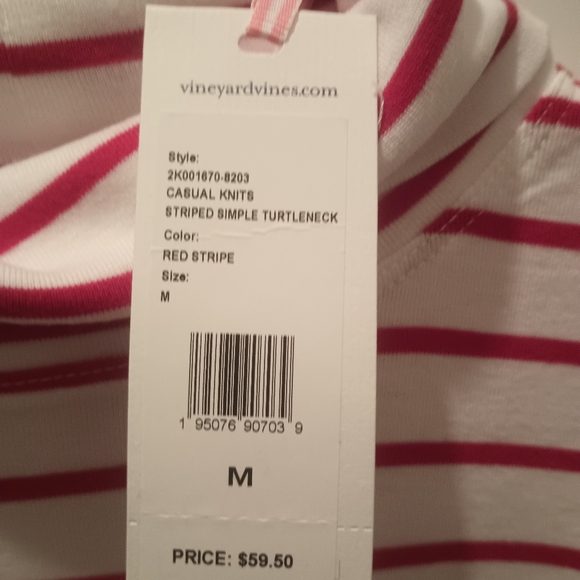 vineyardvines.com
Style:
2K001670-8203
CASUAL KNITS
STRIPED SIMPLE TURTLENECK
Color:
RED STRIPE
Size:
M
1 95076 90703 9
M
PRICE: $59.50